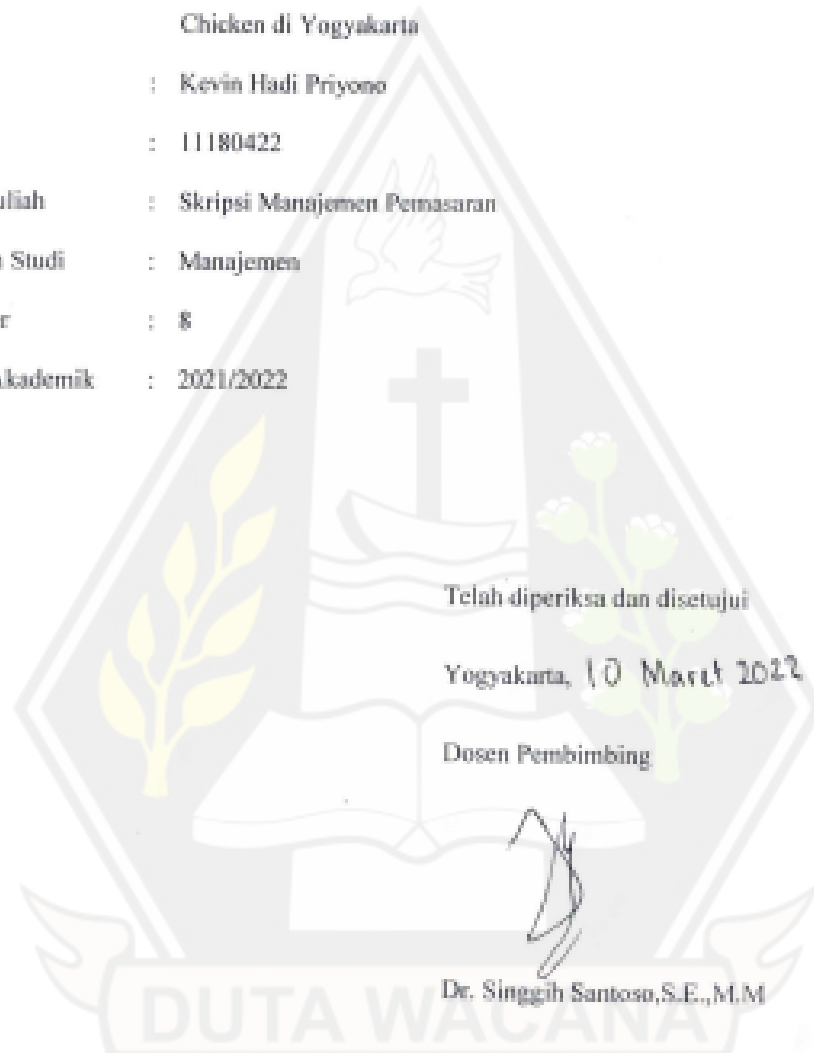 Chicken di Yogyakarta
: Kevin Hadi Priyono
: 11180422
uliah : Skripsi Manajemen Pemasaran
Studi : Manajemen
r : 8
Akademik : 2021/2022
Telah diperiksa dan disetujui
Yogyakarta, 10 Maret 2022
Dosen Pembimbing
Dr. Singgih Santoso,S.E.,M.M
DUTA WACANA